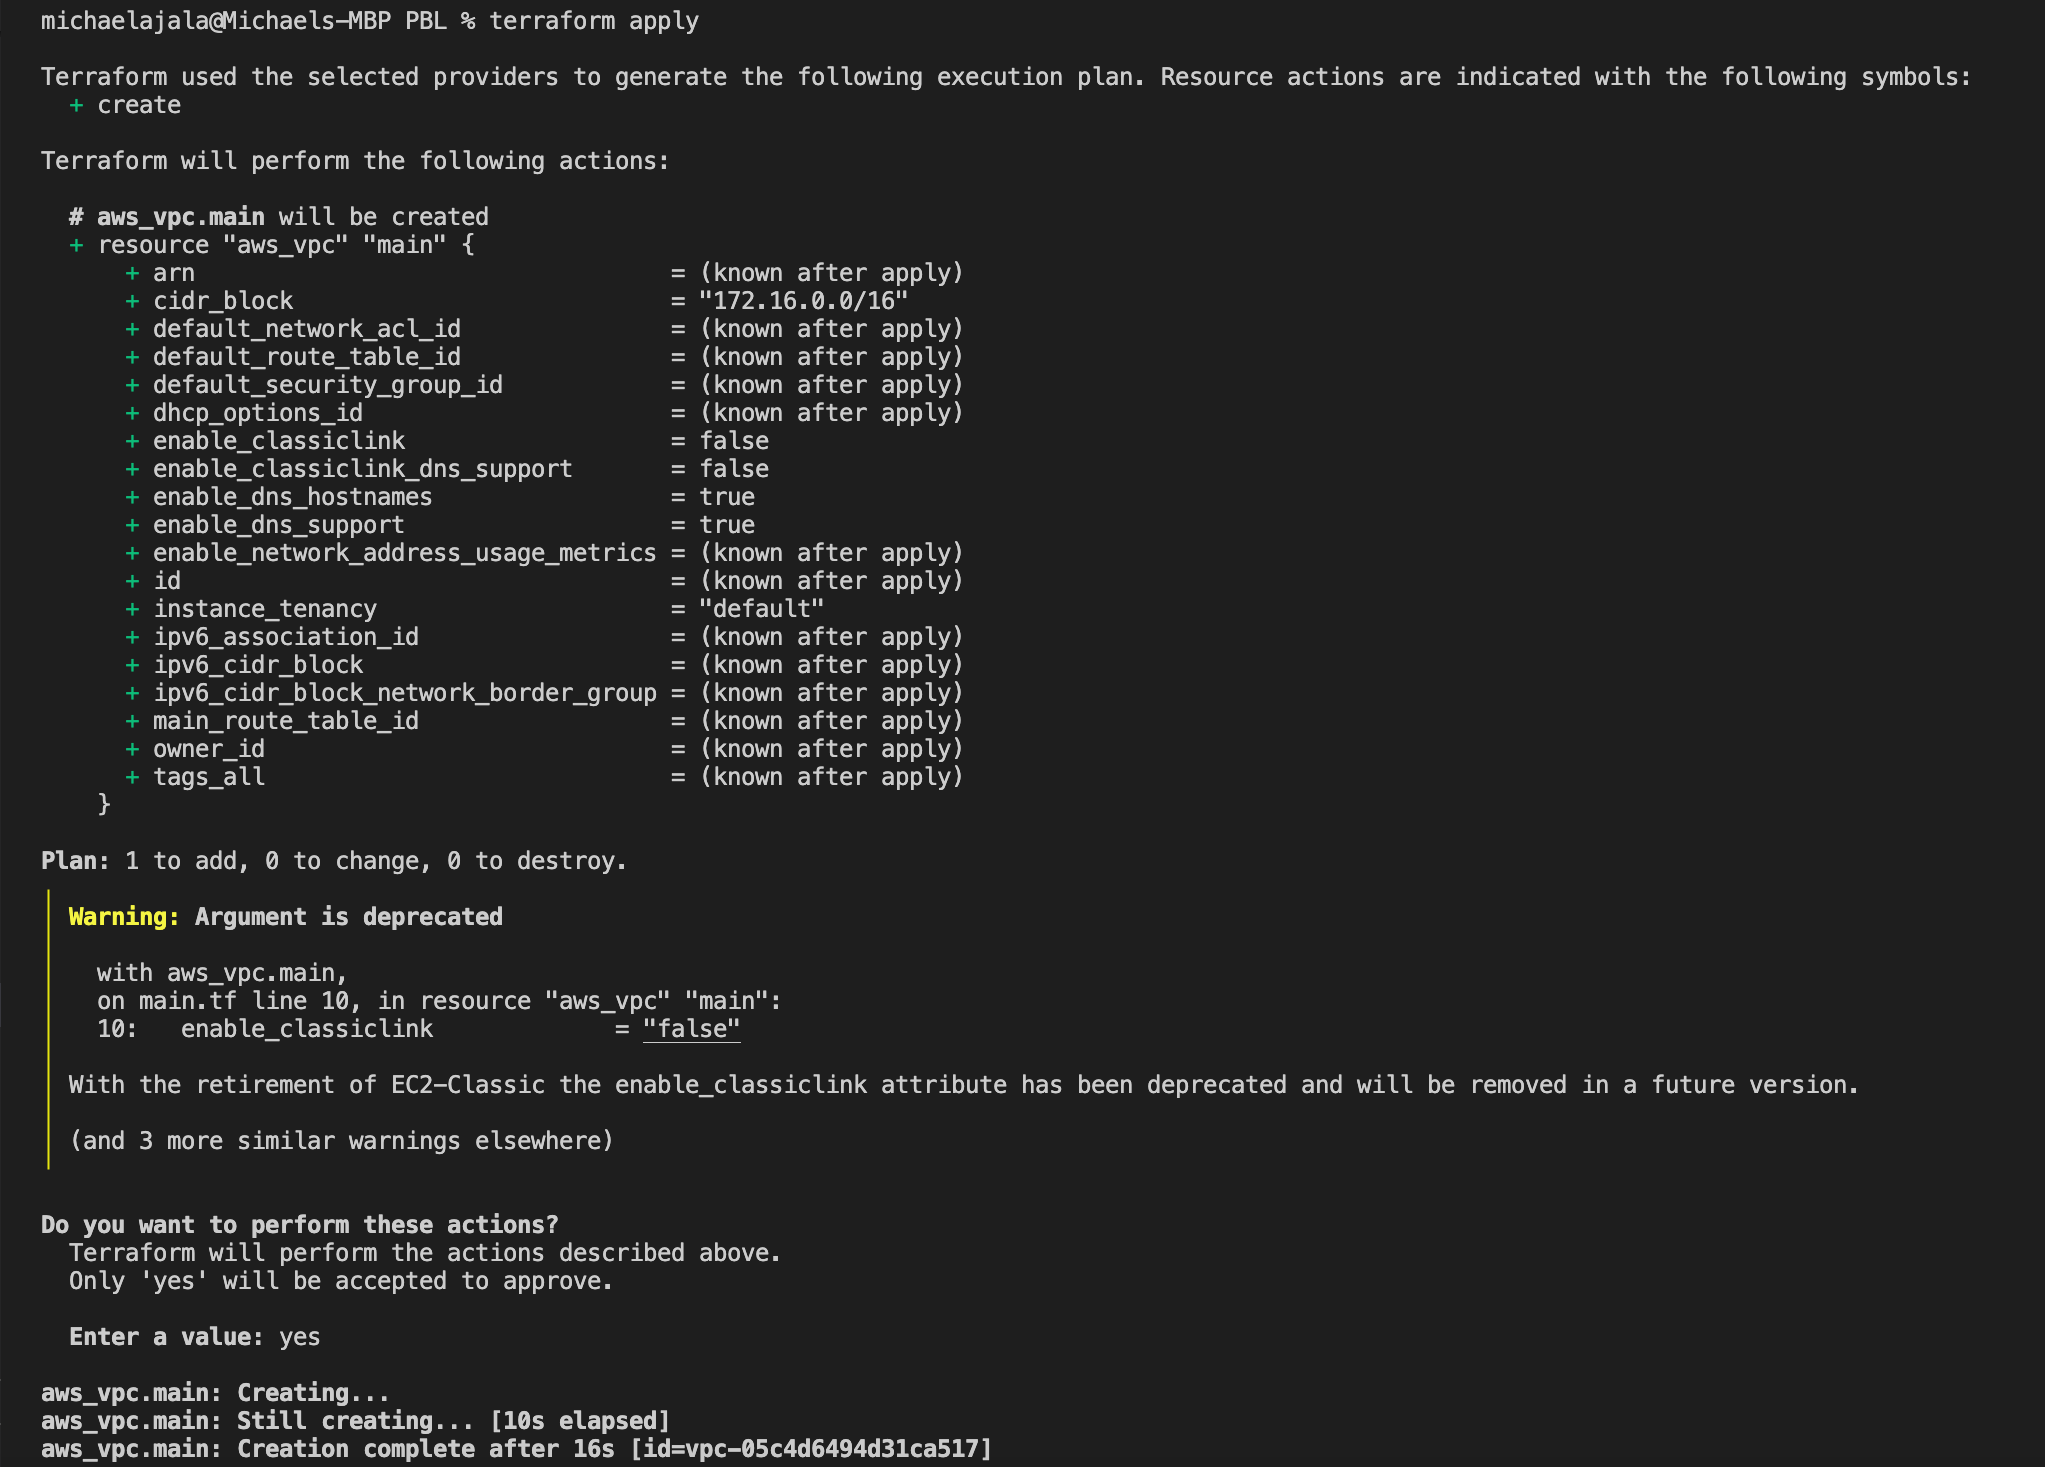 michaelajala@Michaels-MBP PBL % terraform apply
Terraform used the selected providers to generate the following execution plan. Resource actions are indicated with the following symbols:
+ create
Terraform will perform the following actions:
# aws_vpc.main will be created
+ resource "aws_vpc" "main" {
+ arn = (known after apply)
+ cidr_block = "172.16.0.0/16"
+ default_network_acl_id = (known after apply)
+ default_route_table_id = (known after apply)
+ default_security_group_id = (known after apply)
+ dhcp_options_id = (known after apply)
+ enable_classiclink = false
+ enable_classiclink_dns_support = false
+ enable_dns_hostnames = true
+ enable_dns_support = true
+ enable_network_address_usage_metrics = (known after apply)
+ id = (known after apply)
+ instance_tenancy = "default"
+ ipv6_association_id = (known after apply)
+ ipv6_cidr_block = (known after apply)
+ ipv6_cidr_block_network_border_group = (known after apply)
+ main_route_table_id = (known after apply)
+ owner_id = (known after apply)
+ tags_all = (known after apply)
}
Plan: 1 to add, 0 to change, 0 to destroy.
Warning: Argument is deprecated
with aws_vpc.main,
on main.tf line 10, in resource "aws_vpc" "main":
10: enable_classiclink = "false"
With the retirement of EC2-Classic the enable_classiclink attribute has been deprecated and will be removed in a future version.
(and 3 more similar warnings elsewhere)
Do you want to perform these actions?
Terraform will perform the actions described above.
Only 'yes' will be accepted to approve.
Enter a value: yes
aws_vpc.main: Creating...
aws_vpc.main: Still creating... [10s elapsed]
aws_vpc.main: Creation complete after 16s [id=vpc-05c4d6494d31ca517]